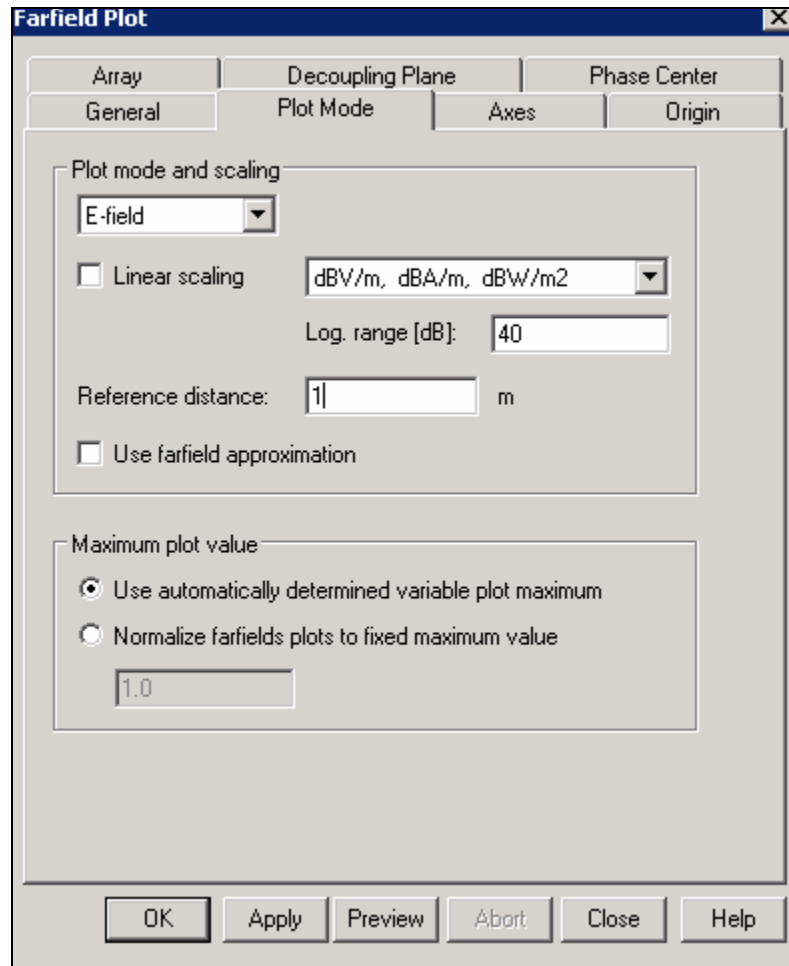 Farfield Plot
Array Decoupling Plane Phase Center
General Plot Mode Axes Origin
Plot mode and scaling
E-field
Linear scaling dBV/m, dBA/m, dBW/m2
Log. range [dB]: 40
Reference distance: 1 m
Use farfield approximation
Maximum plot value
Use automatically determined variable plot maximum
Normalize farfields plots to fixed maximum value
1.0
OK Apply Preview Abort Close Help